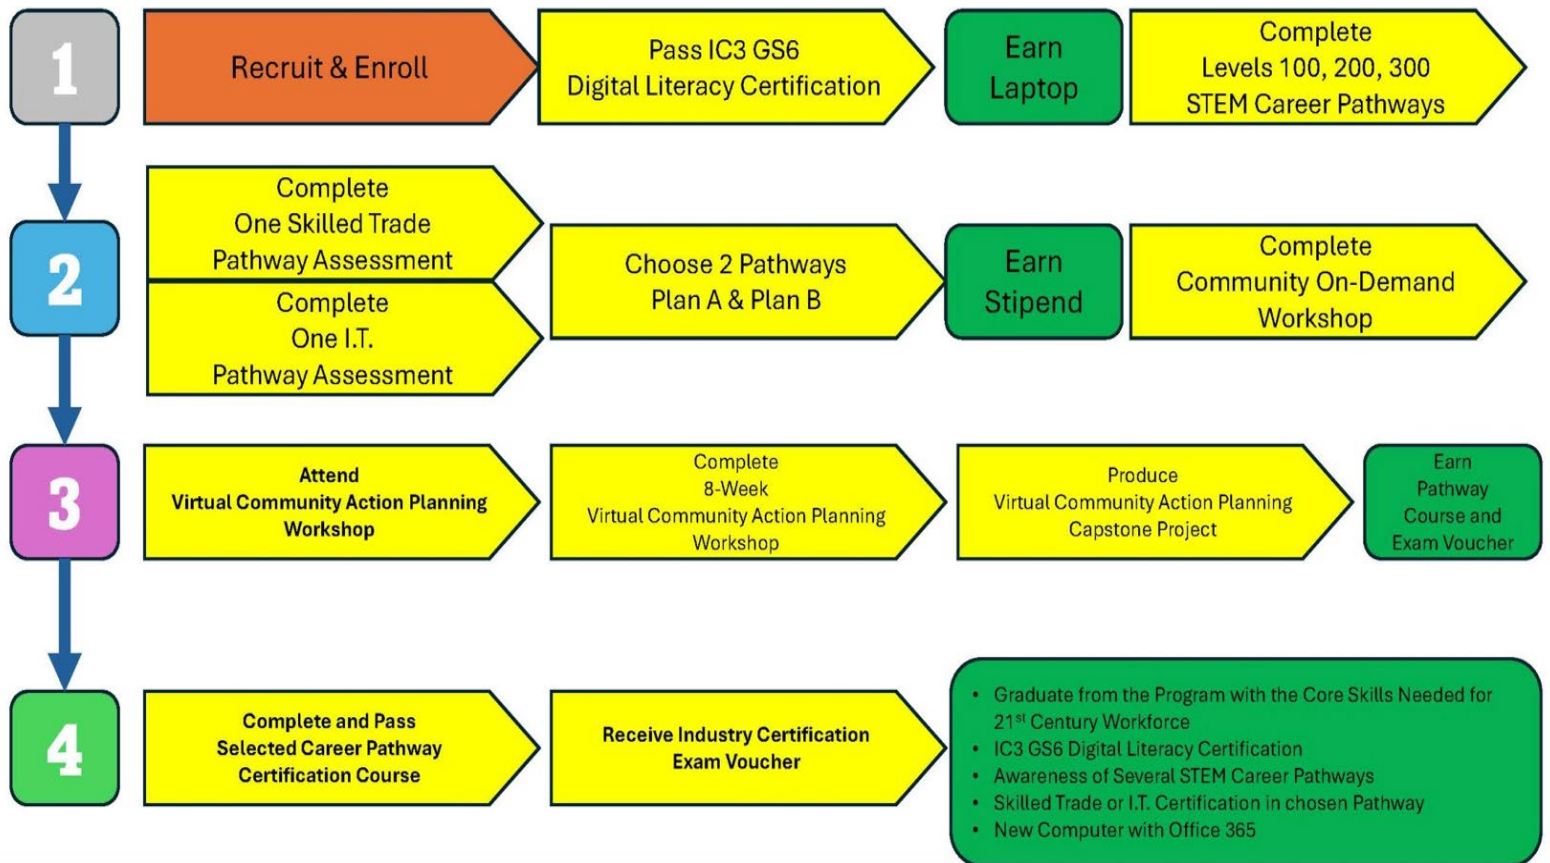 1
Recruit & Enroll
Pass IC3 GS6
Digital Literacy Certification
Earn
Laptop
Complete
Levels 100, 200, 300
STEM Career Pathways
2
Complete
One Skilled Trade
Pathway Assessment
Complete
One I.T.
Pathway Assessment
Choose 2 Pathways
Plan A & Plan B
Earn
Stipend
Complete
Community On-Demand
Workshop
3
Attend
Virtual Community Action Planning
Workshop
Complete
8-Week
Virtual Community Action Planning
Workshop
Produce
Virtual Community Action Planning
Capstone Project
Earn
Pathway
Course and
Exam Voucher
4
Complete and Pass
Selected Career Pathway
Certification Course
Receive Industry Certification
Exam Voucher
• Graduate from the Program with the Core Skills Needed for
21st Century Workforce
• IC3 GS6 Digital Literacy Certification
• Awareness of Several STEM Career Pathways
• Skilled Trade or I.T. Certification in chosen Pathway
• New Computer with Office 365